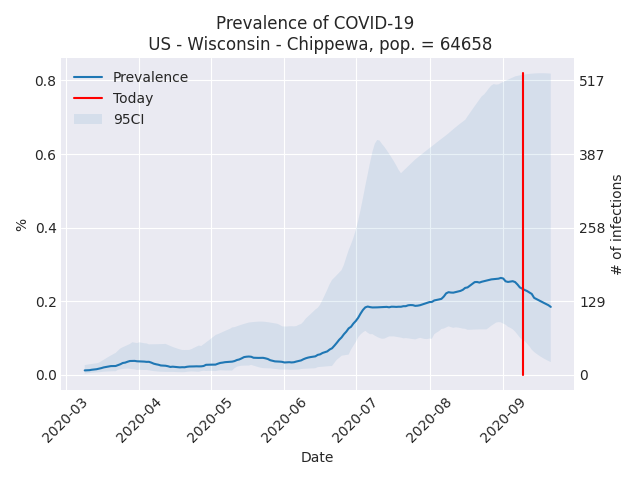 Prevalence of COVID-19
US - Wisconsin - Chippewa, pop. = 64658
Prevalence
Today
95CI
0.8
0.6
0.4
0.2
0.0
%
517
387
258
129
0
# of infections
2020-03
2020-04
2020-05
2020-06
2020-07
2020-08
2020-09
Date